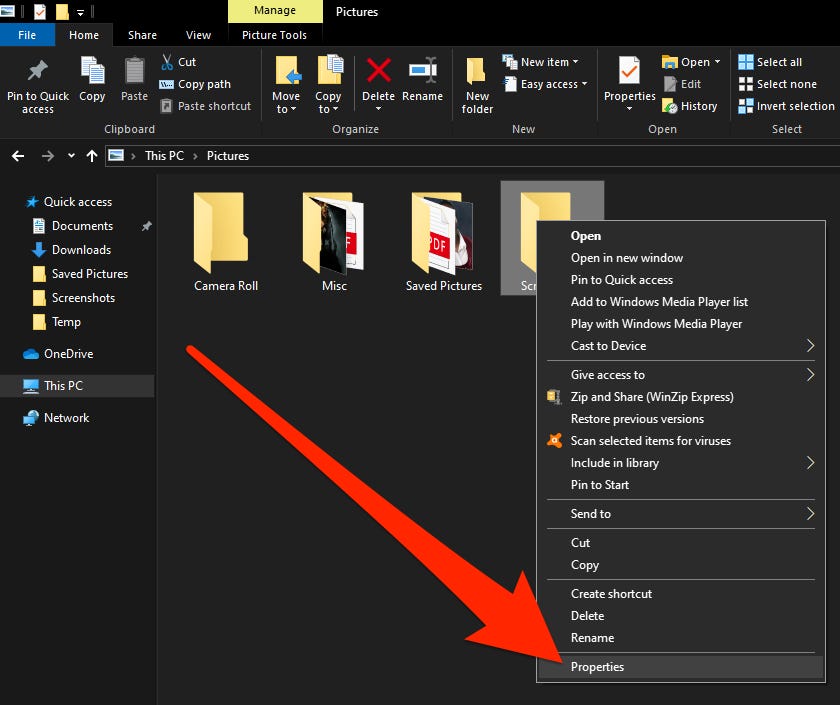 Manage
Pictures
File
Home
Share
View
Picture Tools
Pin to Quick
access
Copy
Paste
Cut
Copy path
Paste shortcut
Clipboard
Move
to
Copy
to
Delete
Rename
Organize
New
folder
New item
Easy access
New
Properties
Open
Edit
History
Open
Select all
Select none
Invert selection
Select
This PC > Pictures
Quick access
Documents
Downloads
Saved Pictures
Screenshots
Temp
OneDrive
This PC
Network
Camera Roll
Misc
PDF
Saved Pictures
Scr
Open
Open in new window
Pin to Quick access
Add to Windows Media Player list
Play with Windows Media Player
Cast to Device
Give access to
Zip and Share (WinZip Express)
Restore previous versions
Scan selected items for viruses
Include in library
Pin to Start
Send to
Cut
Copy
Create shortcut
Delete
Rename
Properties